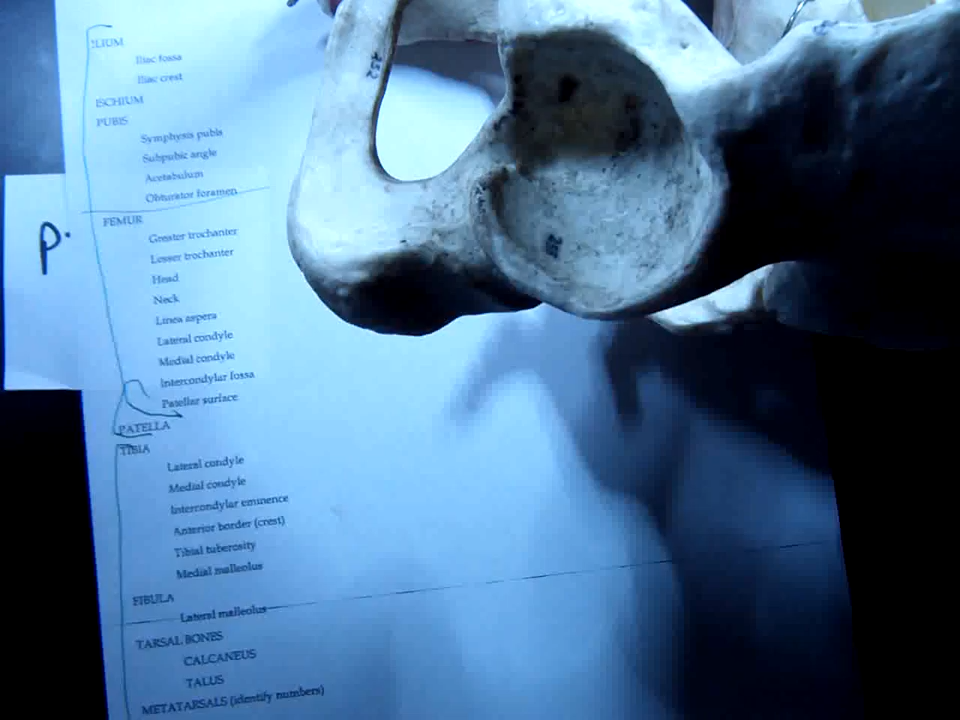 ILIUM
Iliac fossa
Iliac crest
ISCHIUM
PUBIS
Symphysis pubis
Subpubic angle
Acetabulum
Obturator foramen
P.
FEMUR
Greater trochanter
Lesser trochanter
Head
Neck
Linea aspera
Lateral condyle
Medial condyle
Intercondylar fossa
Patellar surface
PATELLA
TIBIA
Lateral condyle
Medial condyle
Intercondylar eminence
Anterior border (crest)
Tibial tuberosity
Medial malleolus
FIBULA
Lateral malleolus
TARSAL BONES
CALCANEUS
TALUS
METATARSALS (identify numbers)